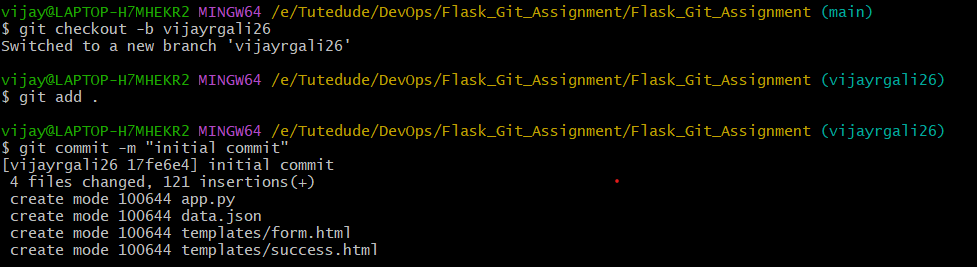 vijay@LAPTOP-H7MHEKR2 MINGW64 /e/Tutedude/DevOps/Flask_Git_Assignment/Flask_Git_Assignment (main)
$ git checkout -b vijayrgali26
Switched to a new branch 'vijayrgali26'
vijay@LAPTOP-H7MHEKR2 MINGW64 /e/Tutedude/DevOps/Flask_Git_Assignment/Flask_Git_Assignment (vijayrgali26)
$ git add .
vijay@LAPTOP-H7MHEKR2 MINGW64 /e/Tutedude/DevOps/Flask_Git_Assignment/Flask_Git_Assignment (vijayrgali26)
$ git commit -m "initial commit"
[vijayrgali26 17fe6e4] initial commit
 4 files changed, 121 insertions(+)
 create mode 100644 app.py
 create mode 100644 data.json
 create mode 100644 templates/form.html
 create mode 100644 templates/success.html